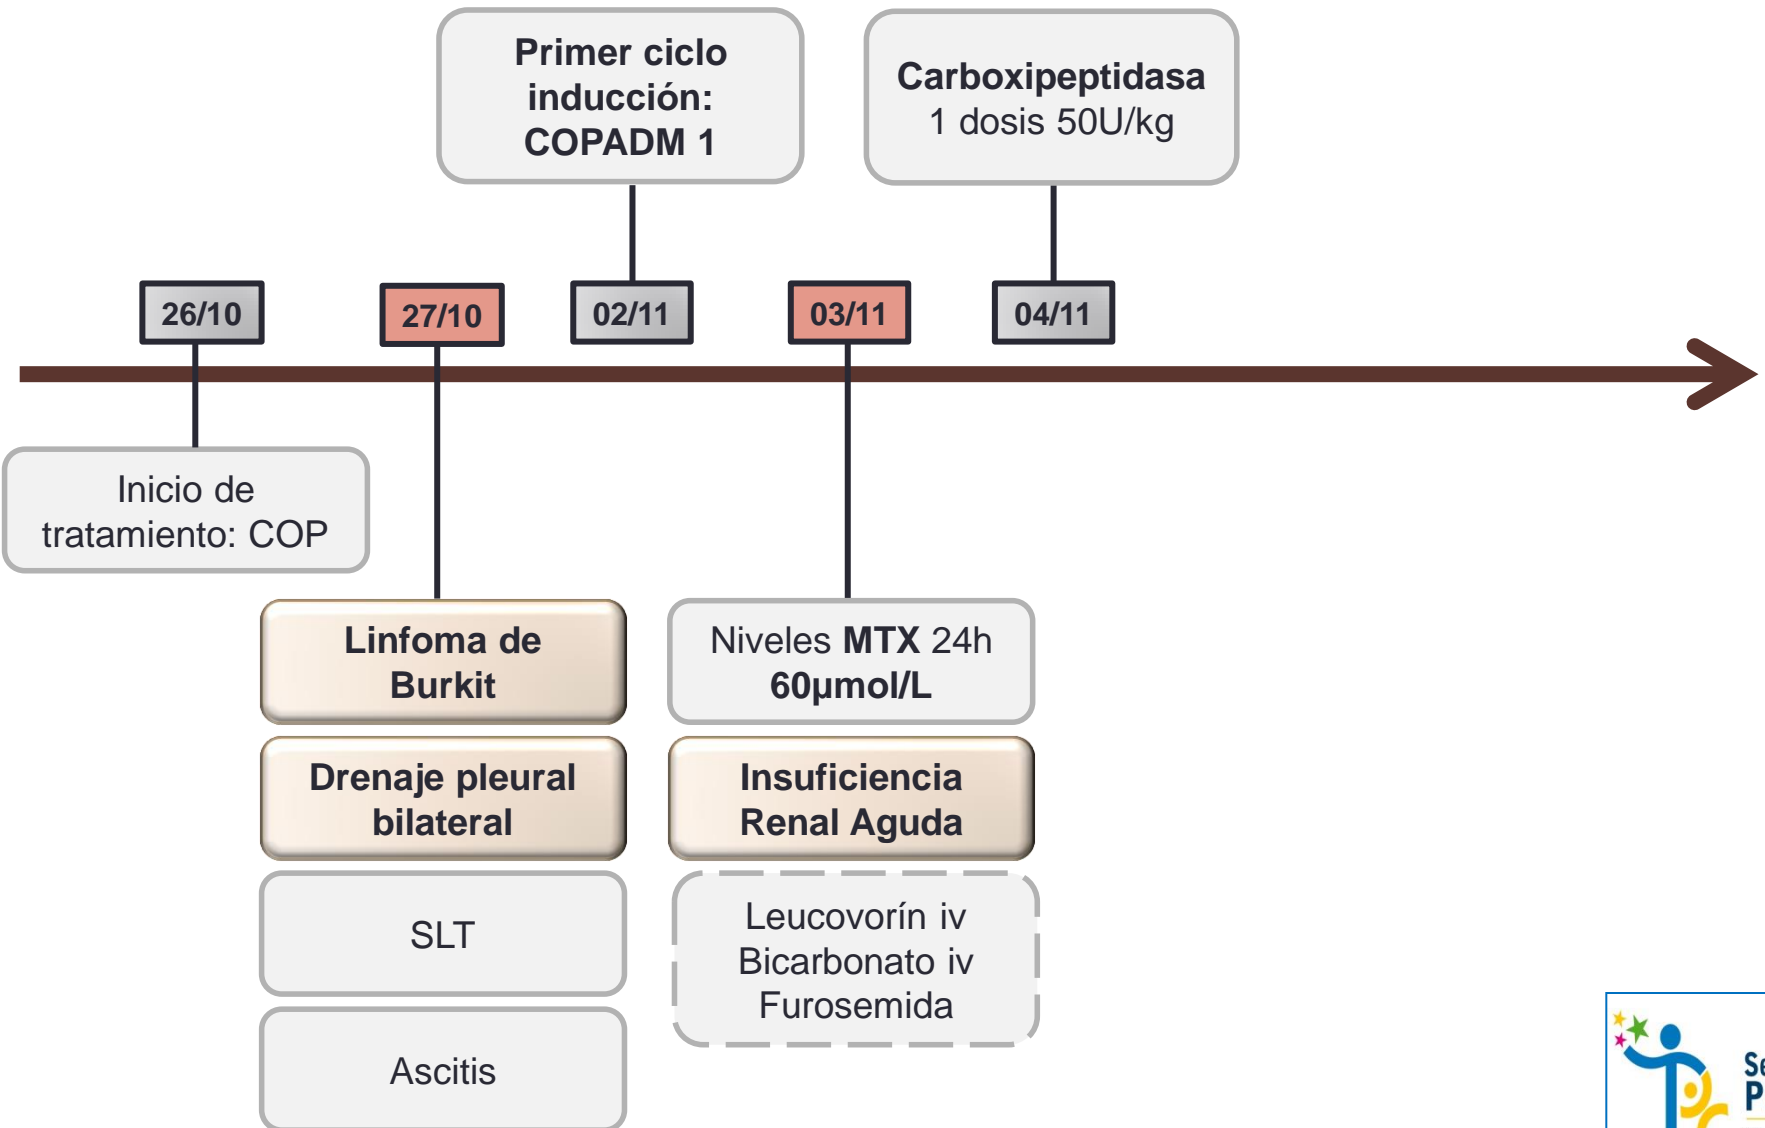 Primer ciclo
inducción:
COPADM 1
Carboxipeptidasa
1 dosis 50U/kg
26/10
27/10
02/11
03/11
04/11
Inicio de
tratamiento: COP
Linfoma de
Burkit
Niveles MTX 24h
60µmol/L
Drenaje pleural
bilateral
Insuficiencia
Renal Aguda
SLT
Leucovorín iv
Bicarbonato iv
Furosemida
Ascitis